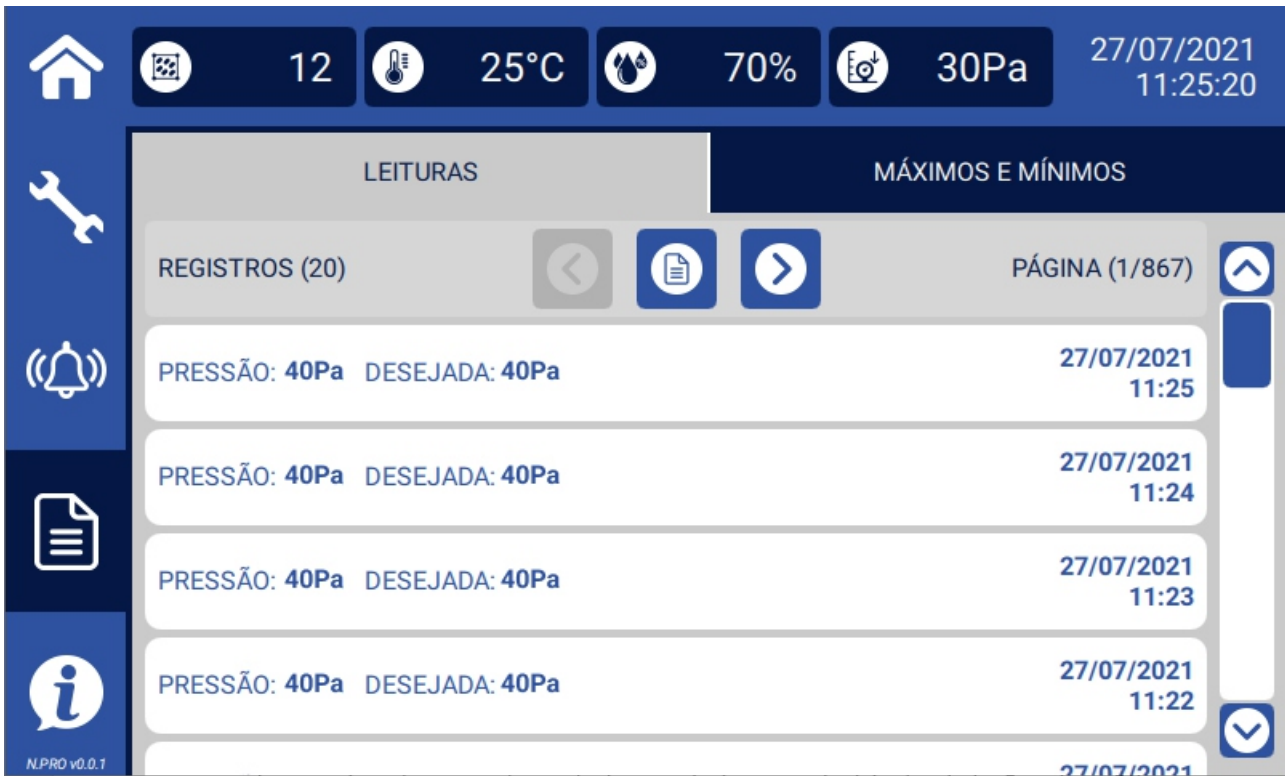 12
25°C
70%
30Pa
27/07/2021
11:25:20
LEITURAS
MÁXIMOS E MÍNIMOS
REGISTROS (20)
PÁGINA (1/867)
PRESSÃO: 40Pa DESEJADA: 40Pa
27/07/2021
11:25
PRESSÃO: 40Pa DESEJADA: 40Pa
27/07/2021
11:24
PRESSÃO: 40Pa DESEJADA: 40Pa
27/07/2021
11:23
PRESSÃO: 40Pa DESEJADA: 40Pa
27/07/2021
11:22
27/07/2021
N.PRO v0.0.1